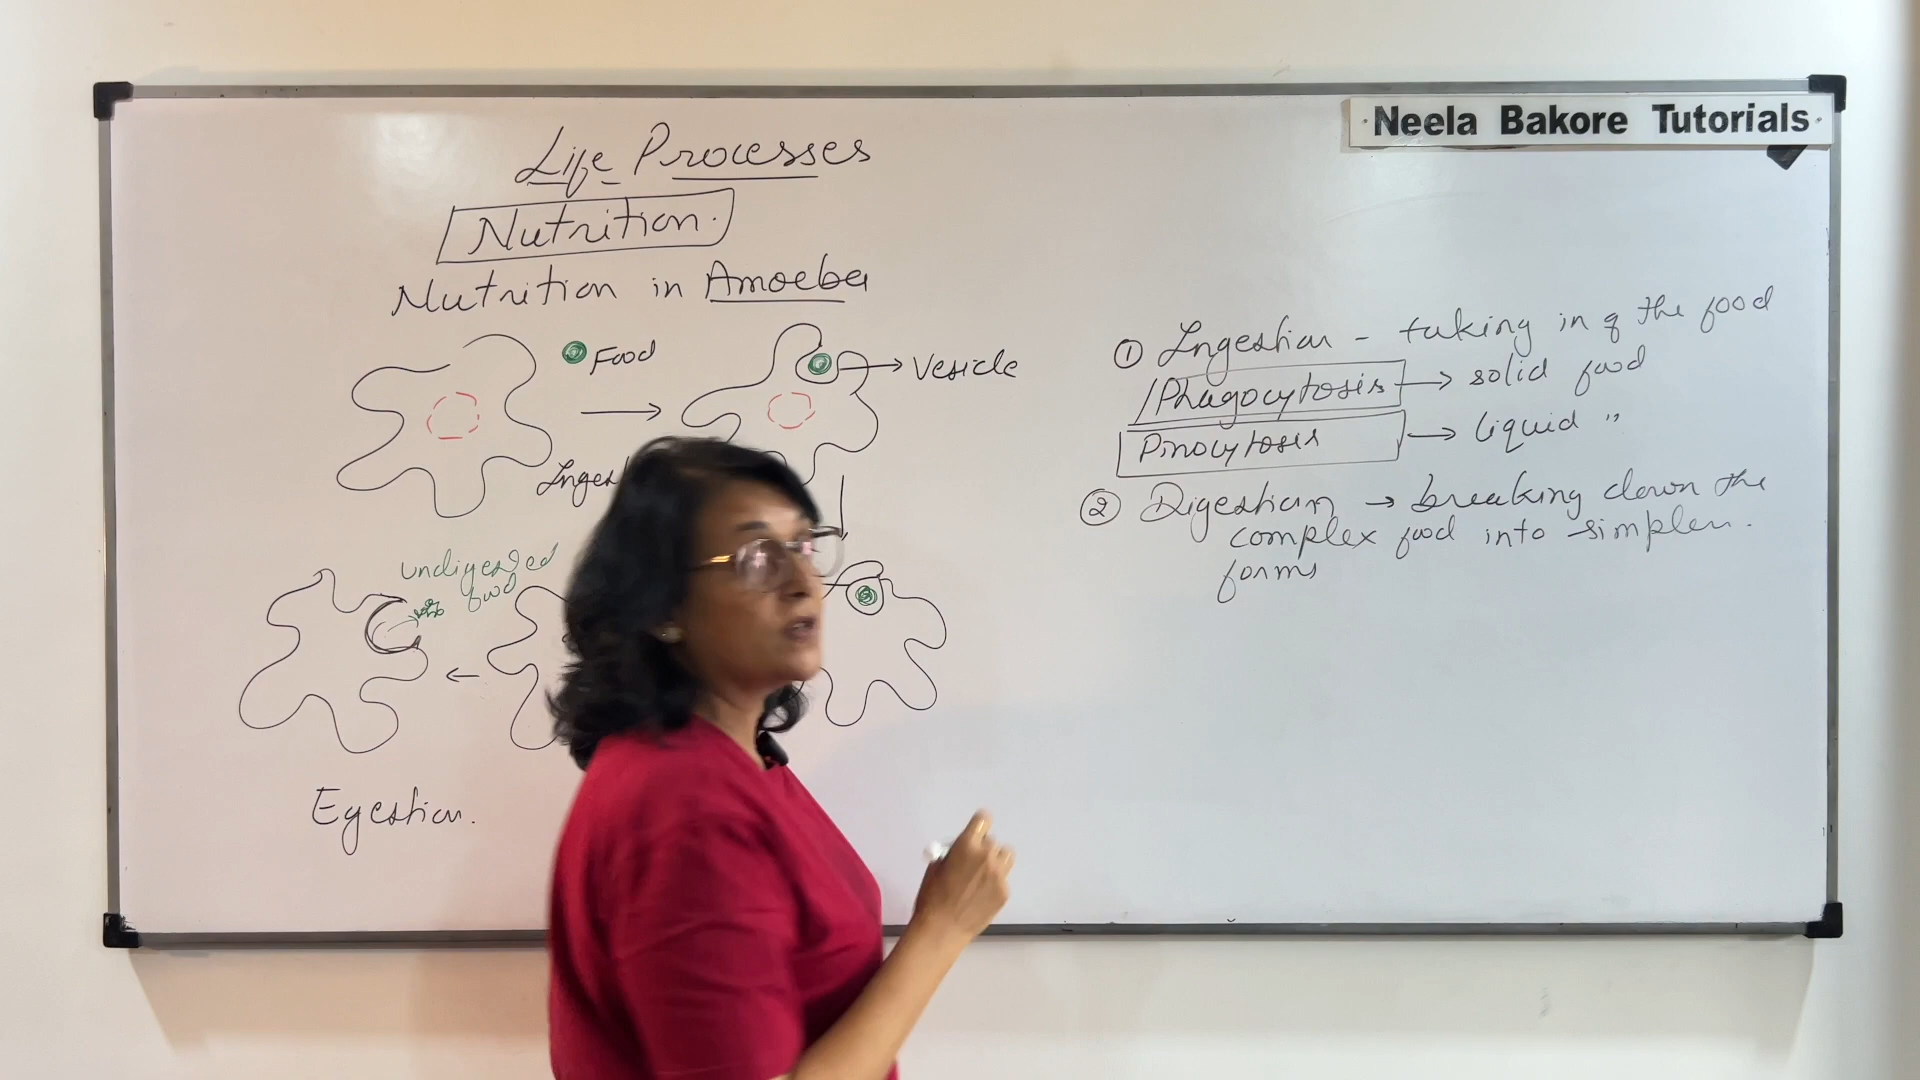 Neela Bakore Tutorials
Life Processes
Nutrition.
Nutrition in Amoeba
Food
Vesicle
undigested
food
Egestion.
① Ingestion - taking in of the food
Phagocytosis → solid food
Pinocytosis → liquid "
② Digestion → breaking down the
complex food into simpler.
forms